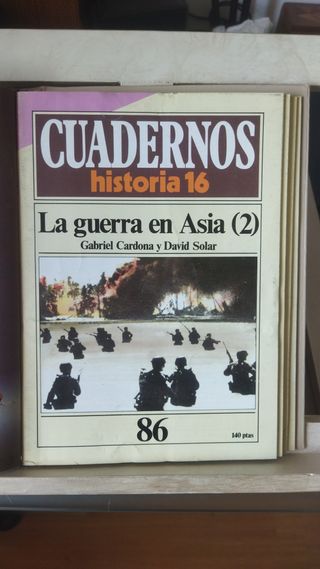 CUADERNOS
historia 16
La guerra en Asia (2)
Gabriel Cardona y David Solar
86
140 ptas